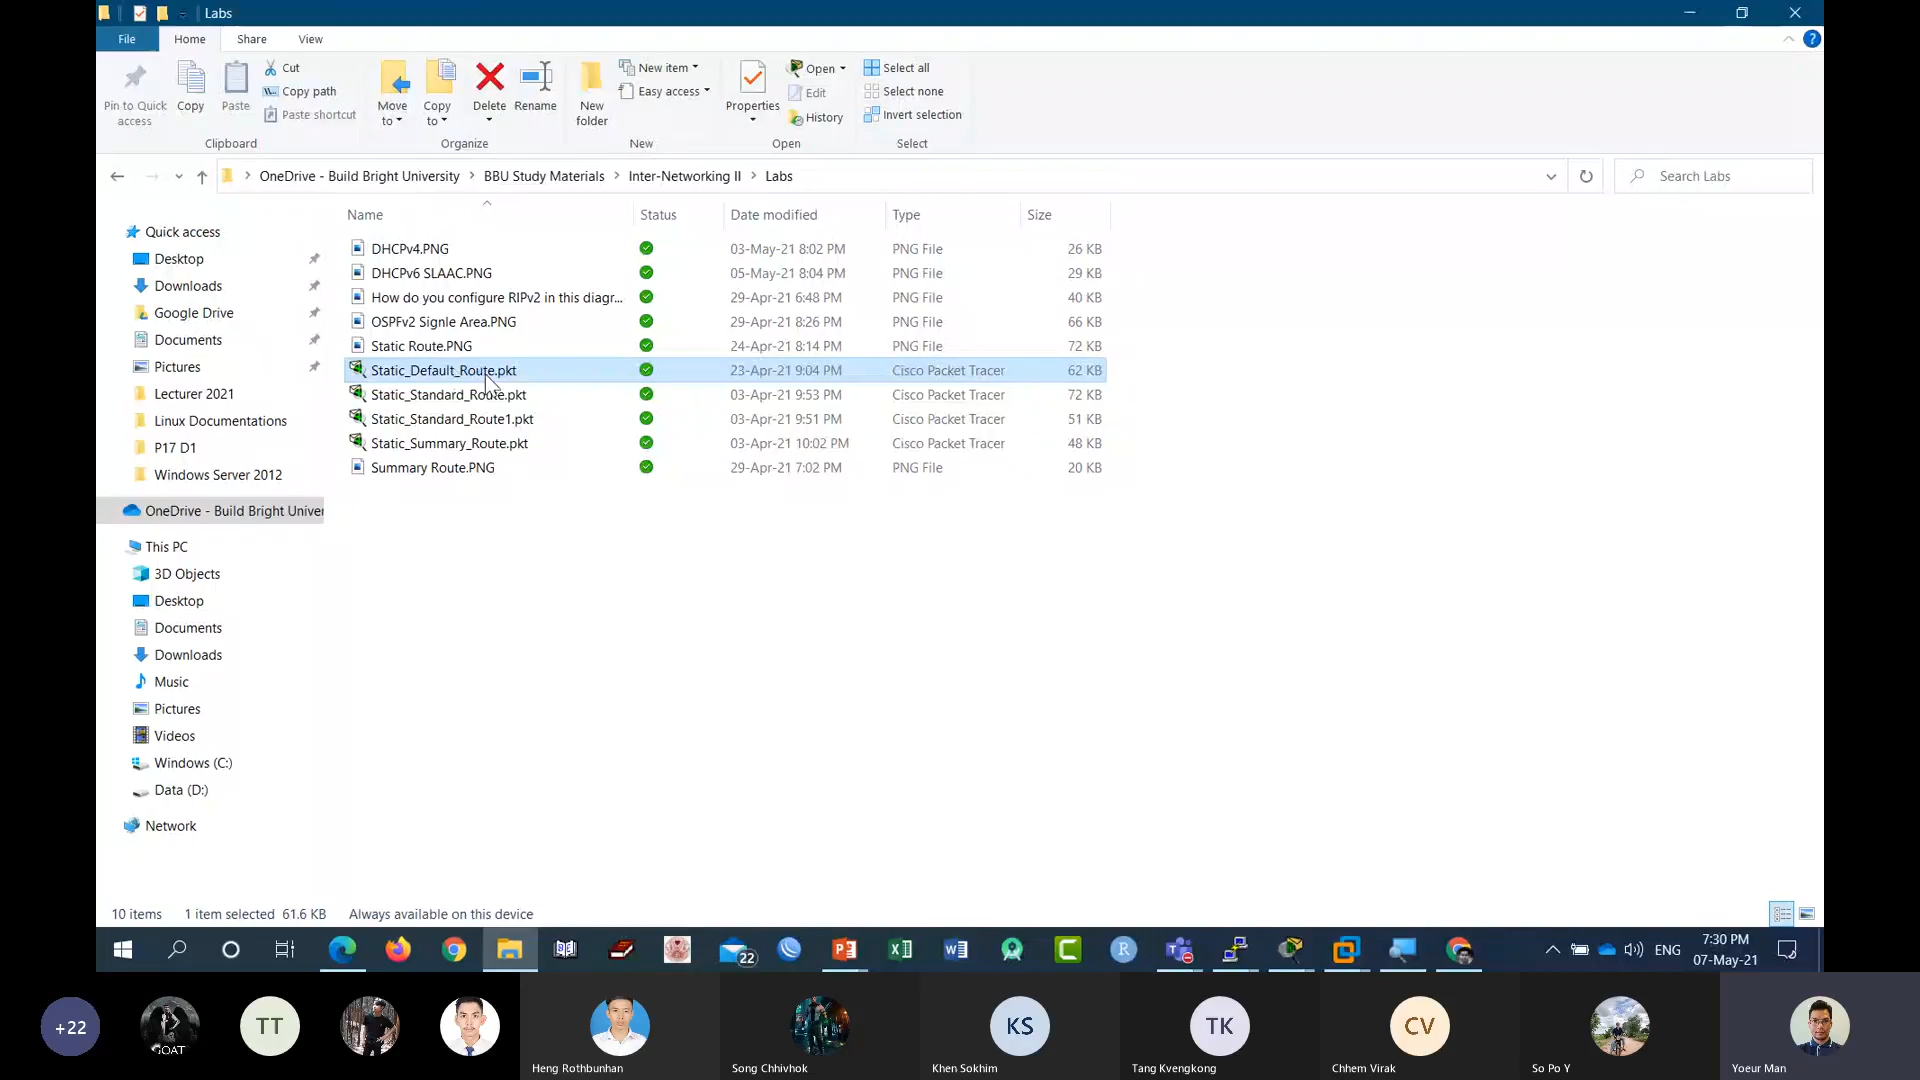 Labs
File Home Share View
Pin to Quick access
Copy
Paste
Cut
Copy path
Paste shortcut
Clipboard
Move to
Copy to
Delete
Rename
Organize
New folder
New item
Easy access
New
Properties
Open
Edit
History
Open
Select all
Select none
Invert selection
Select
OneDrive - Build Bright University > BBU Study Materials > Inter-Networking II > Labs
Search Labs
Name Status Date modified Type Size
DHCPv4.PNG 03-May-21 8:02 PM PNG File 26 KB
DHCPv6 SLAAC.PNG 05-May-21 8:04 PM PNG File 29 KB
How do you configure RIPv2 in this diagr... 29-Apr-21 6:48 PM PNG File 40 KB
OSPFv2 Signle Area.PNG 29-Apr-21 8:26 PM PNG File 66 KB
Static Route.PNG 24-Apr-21 8:14 PM PNG File 72 KB
Static_Default_Route.pkt 23-Apr-21 9:04 PM Cisco Packet Tracer 62 KB
Static_Standard_Route.pkt 03-Apr-21 9:53 PM Cisco Packet Tracer 72 KB
Static_Standard_Route1.pkt 03-Apr-21 9:51 PM Cisco Packet Tracer 51 KB
Static_Summary_Route.pkt 03-Apr-21 10:02 PM Cisco Packet Tracer 48 KB
Summary Route.PNG 29-Apr-21 7:02 PM PNG File 20 KB
Quick access
Desktop
Downloads
Google Drive
Documents
Pictures
Lecturer 2021
Linux Documentations
P17 D1
Windows Server 2012
OneDrive - Build Bright Univer
This PC
3D Objects
Desktop
Documents
Downloads
Music
Pictures
Videos
Windows (C:)
Data (D:)
Network
10 items 1 item selected 61.6 KB Always available on this device
22
ENG
7:30 PM
07-May-21
+22
GOAT
TT
Heng Rothbunhan
Song Chhivhok
KS
Khen Sokhim
TK
Tang Kvengkong
CV
Chhem Virak
So Po Y
Yoeur Man